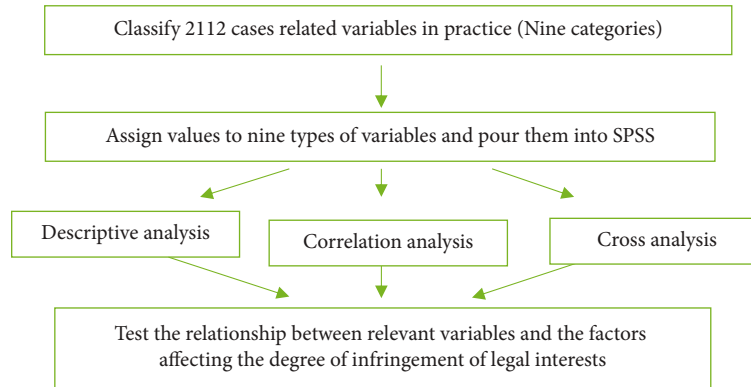 Classify 2112 cases related variables in practice (Nine categories)
Assign values to nine types of variables and pour them into SPSS
Descriptive analysis
Correlation analysis
Cross analysis
Test the relationship between relevant variables and the factors
affecting the degree of infringement of legal interests